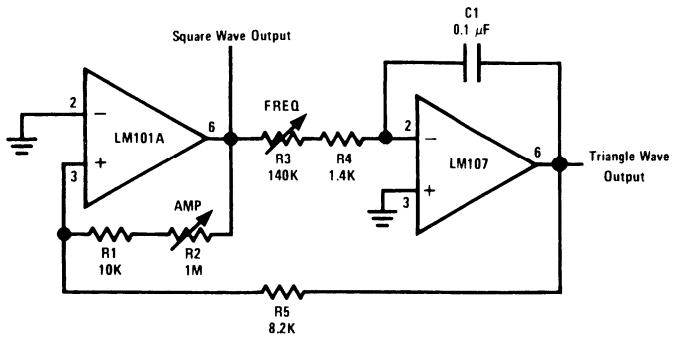 C1
0.1 µF
Square Wave Output
FREQ
2
−
LM101A
6
+
3
R3
140K
R4
1.4K
2
−
LM107
6
+
3
Triangle Wave
Output
AMP
R1
10K
R2
1M
R5
8.2K